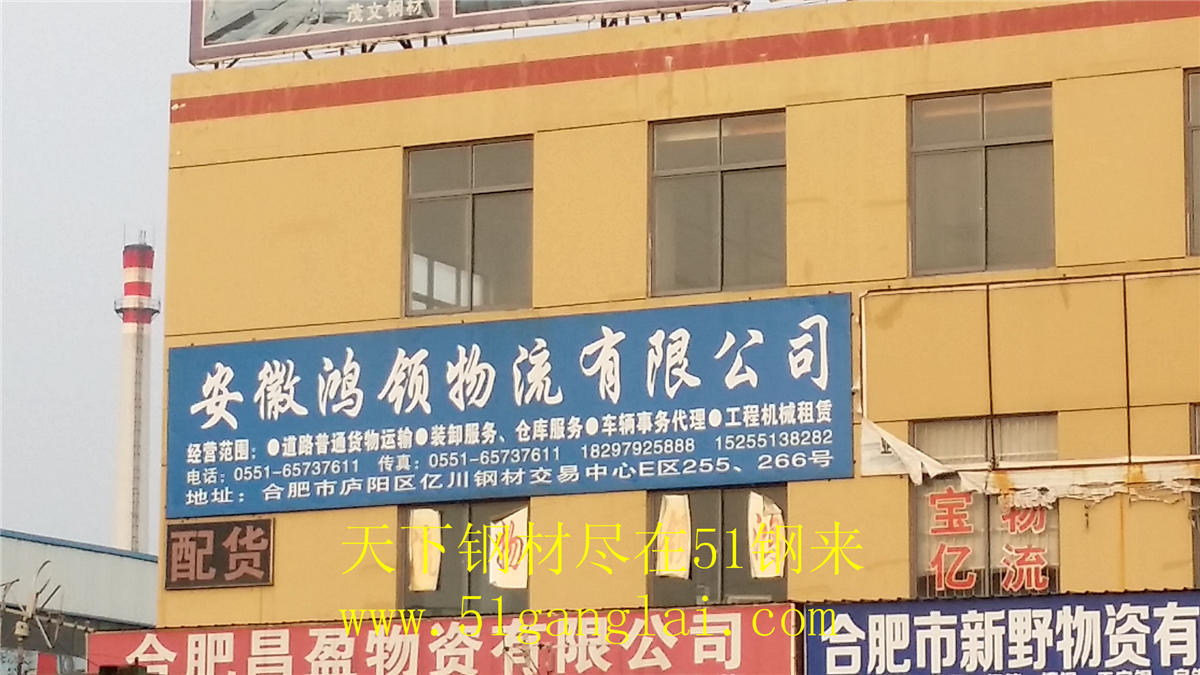 茂文钢材
安徽鸿领物流有限公司
经营范围：●道路普通货物运输●装卸服务、仓库服务●车辆事务代理●工程机械租赁
电话：0551-65737611 传真：0551-65737611 18297925888 15255138282
地址：合肥市庐阳区亿川钢材交易中心E区255、266号
配货
宝 物
亿 流
物
天下钢材尽在51钢来
www.51ganglai.com
合肥昌盈物资有限公司
合肥市新野物资有